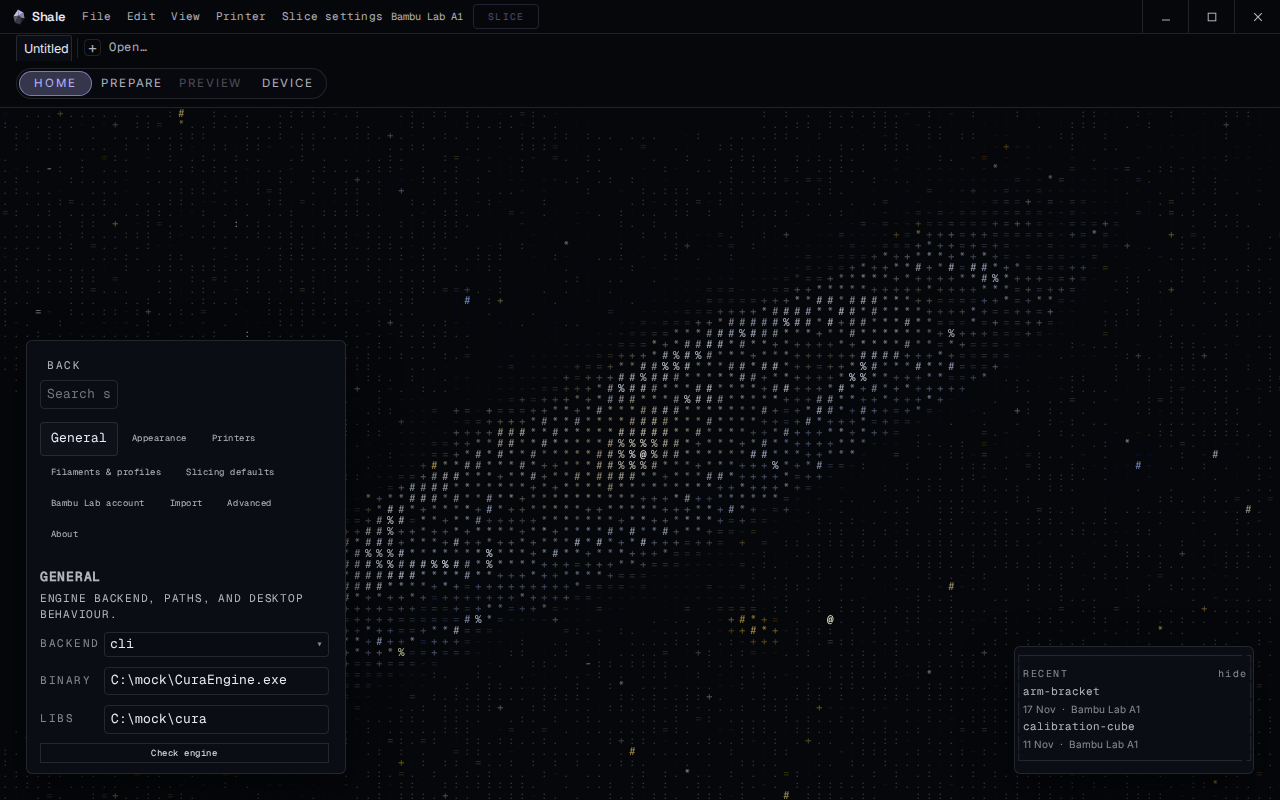 Shale File Edit View Printer Slice settings Bambu Lab A1 SLICE
Untitled + Open…
HOME PREPARE PREVIEW DEVICE
BACK
Search s
General Appearance Printers
Filaments & profiles Slicing defaults
Bambu Lab account Import Advanced
About
GENERAL
ENGINE BACKEND, PATHS, AND DESKTOP
BEHAVIOUR.
BACKEND cli
BINARY C:\mock\CuraEngine.exe
LIBS C:\mock\cura
Check engine
RECENT hide
arm-bracket
17 Nov · Bambu Lab A1
calibration-cube
11 Nov · Bambu Lab A1